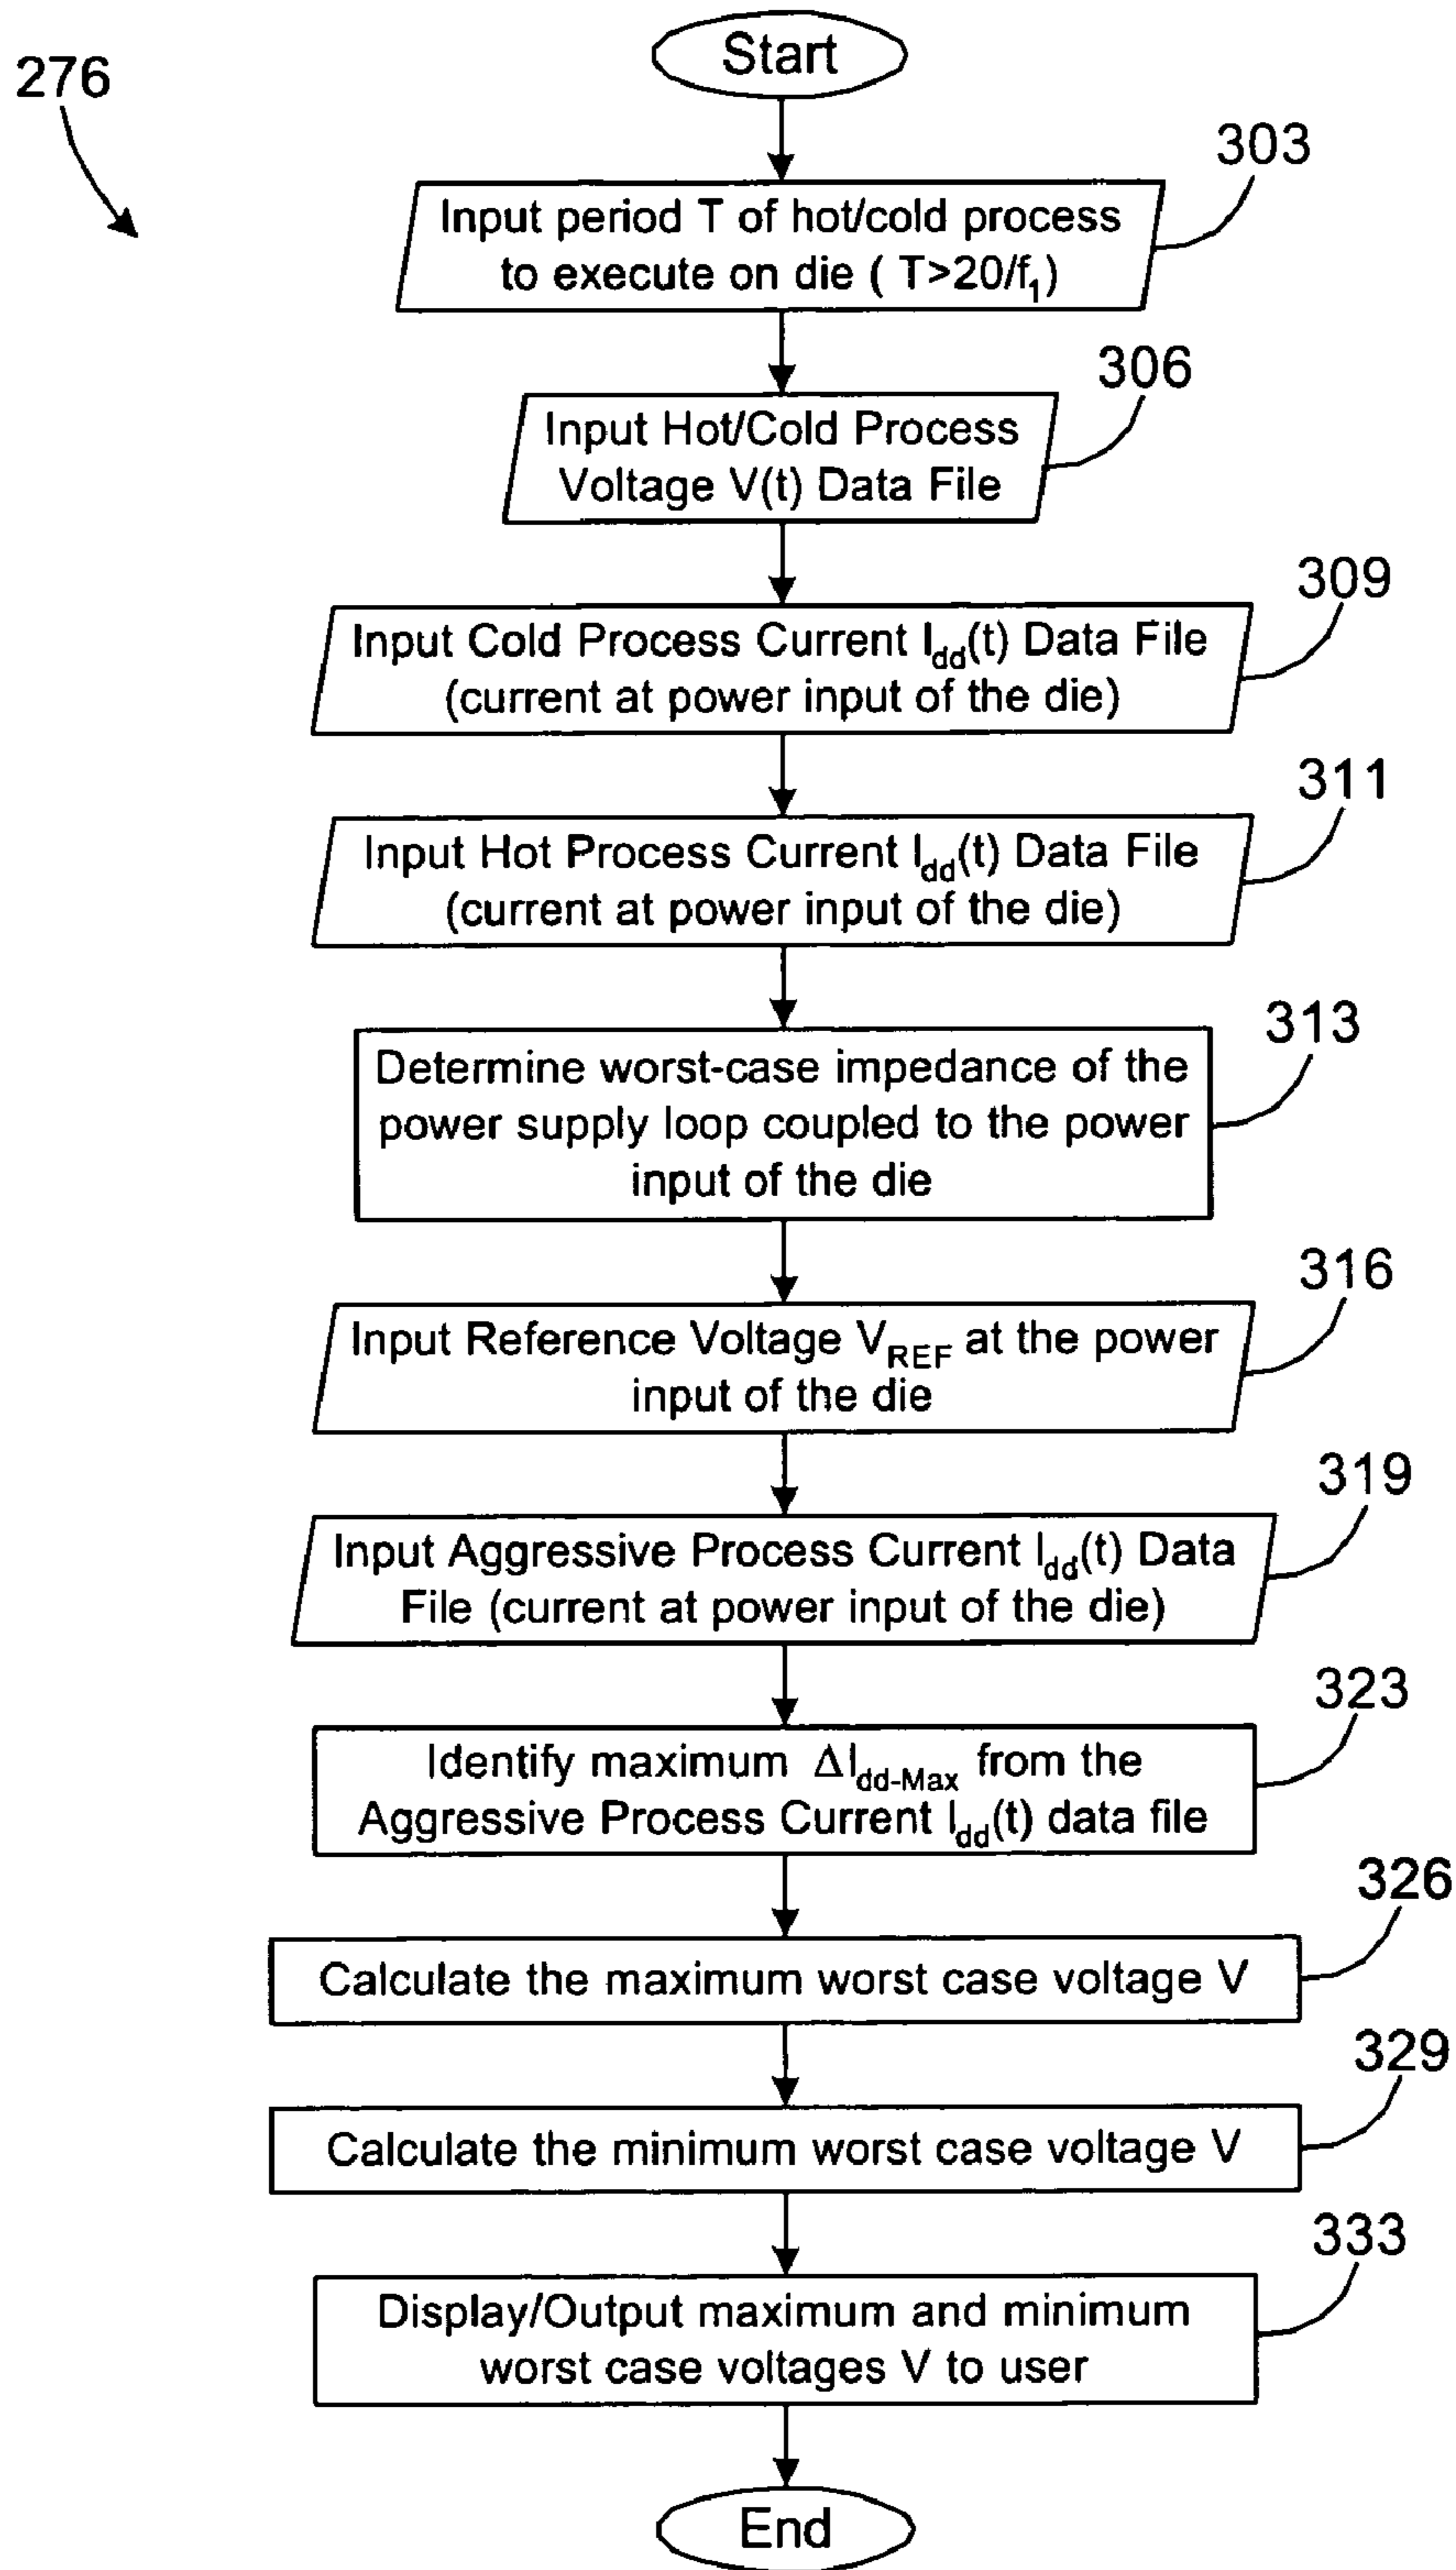 Start
276
303
Input period T of hot/cold process
to execute on die ( T>20/f₁)
306
Input Hot/Cold Process
Voltage V(t) Data File
309
Input Cold Process Current I_dd(t) Data File
(current at power input of the die)
311
Input Hot Process Current I_dd(t) Data File
(current at power input of the die)
313
Determine worst-case impedance of the
power supply loop coupled to the power
input of the die
316
Input Reference Voltage V_REF at the power
input of the die
319
Input Aggressive Process Current I_dd(t) Data
File (current at power input of the die)
323
Identify maximum ΔI_dd-Max from the
Aggressive Process Current I_dd(t) data file
326
Calculate the maximum worst case voltage V
329
Calculate the minimum worst case voltage V
333
Display/Output maximum and minimum
worst case voltages V to user
End